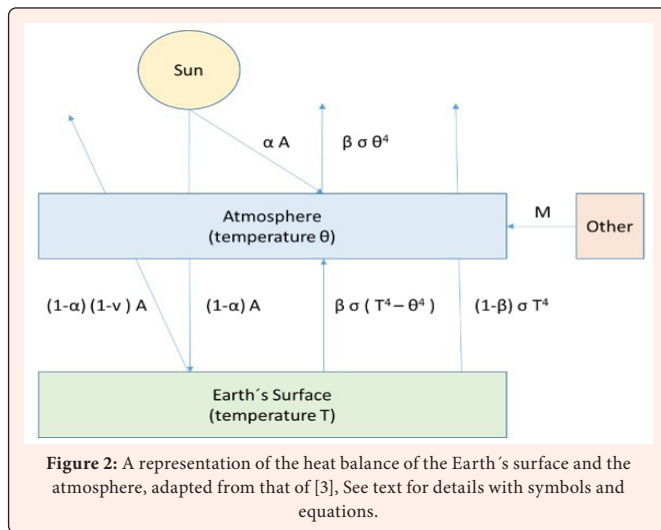 Sun
α A
β σ θ⁴
Atmosphere
(temperature θ)
M
Other
(1-α) (1-ν ) A
(1-α) A
β σ ( T⁴ – θ⁴ )
(1-β) σ T⁴
Earth´s Surface
(temperature T)
Figure 2: A representation of the heat balance of the Earth´s surface and the
atmosphere, adapted from that of [3], See text for details with symbols and
equations.